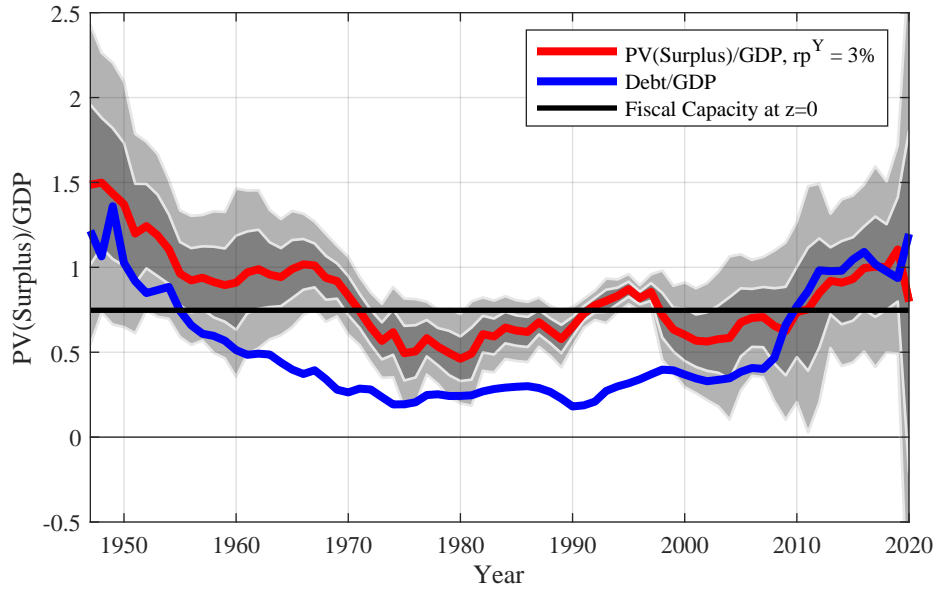 PV(Surplus)/GDP
2.5
2
1.5
1
0.5
0
-0.5
PV(Surplus)/GDP, rp^Y = 3%
Debt/GDP
Fiscal Capacity at z=0
1950 1960 1970 1980 1990 2000 2010 2020
Year